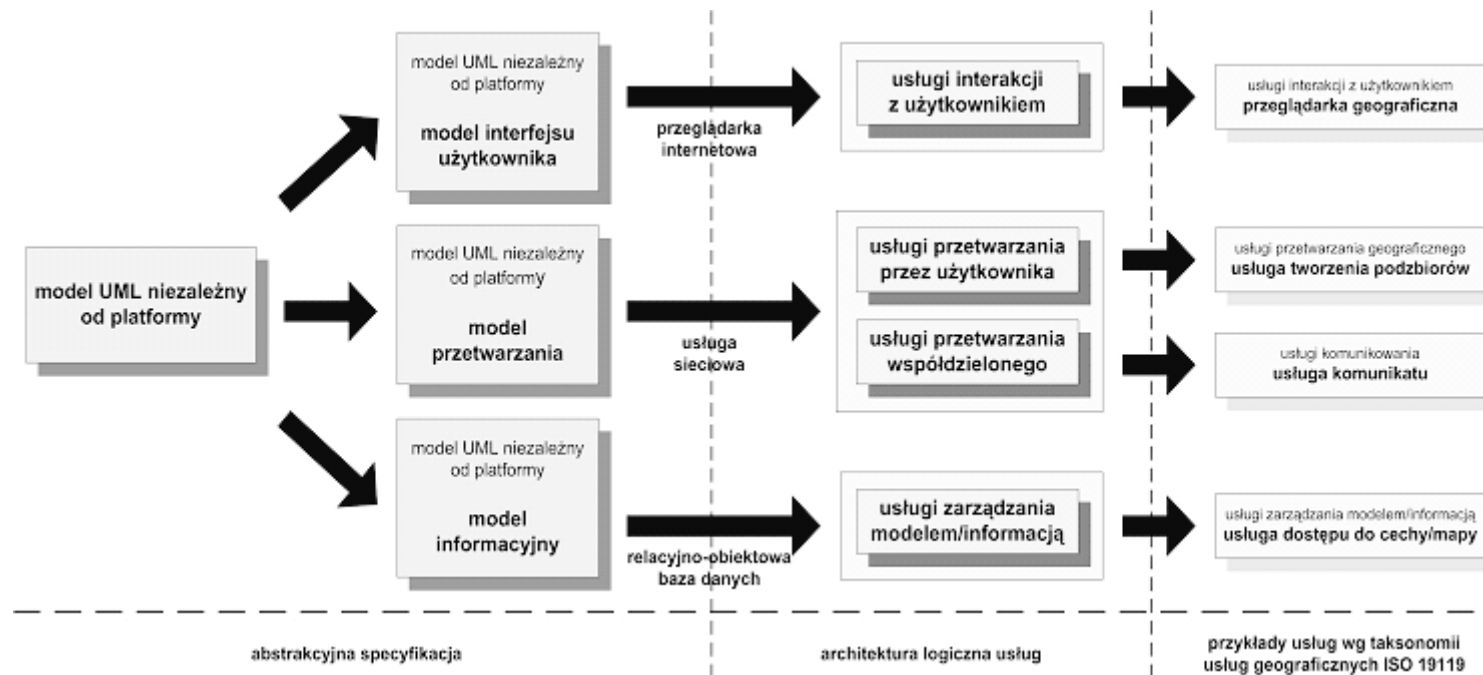 model UML niezależny
od platformy
model UML niezależny
od platformy
model interfejsu
użytkownika
model UML niezależny
od platformy
model
przetwarzania
model UML niezależny
od platformy
model
informacyjny
przeglądarka
internetowa
usługa
sieciowa
relacyjno-obiektowa
baza danych
usługi interakcji
z użytkownikiem
usługi przetwarzania
przez użytkownika
usługi przetwarzania
współdzielonego
usługi zarządzania
modelem/informacją
usługi interakcji z użytkownikiem
przeglądarka geograficzna
usługi przetwarzania geograficznego
usługa tworzenia podzbiorów
usługi komunikowania
usługa komunikatu
usługi zarządzania modelem/informacją
usługa dostępu do cechy/mapy
abstrakcyjna specyfikacja
architektura logiczna usług
przykłady usług wg taksonomii
usług geograficznych ISO 19119